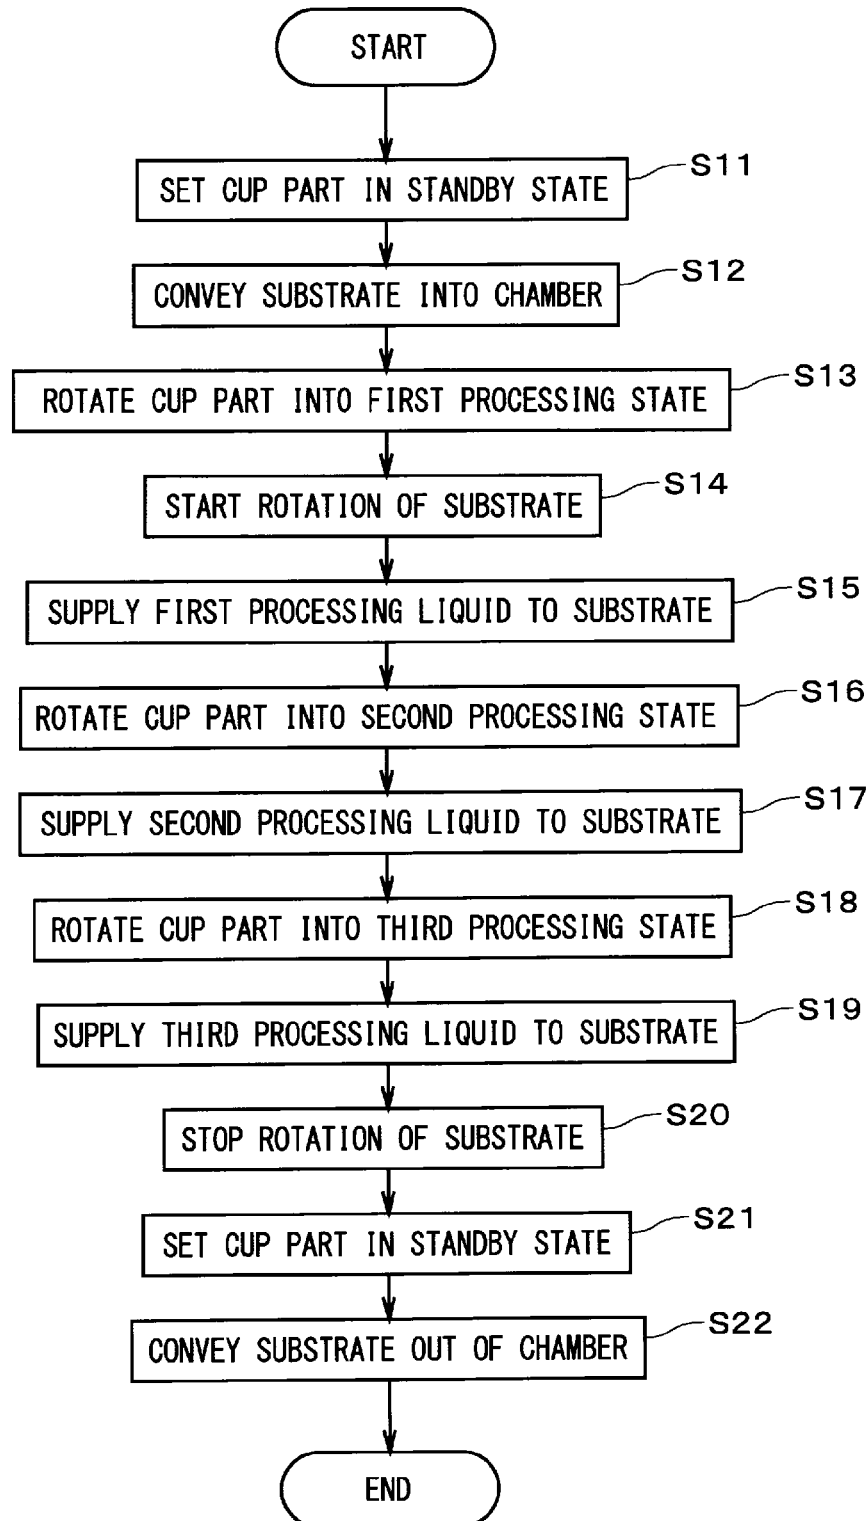 START
SET CUP PART IN STANDBY STATE
S11
CONVEY SUBSTRATE INTO CHAMBER
S12
ROTATE CUP PART INTO FIRST PROCESSING STATE
S13
START ROTATION OF SUBSTRATE
S14
SUPPLY FIRST PROCESSING LIQUID TO SUBSTRATE
S15
ROTATE CUP PART INTO SECOND PROCESSING STATE
S16
SUPPLY SECOND PROCESSING LIQUID TO SUBSTRATE
S17
ROTATE CUP PART INTO THIRD PROCESSING STATE
S18
SUPPLY THIRD PROCESSING LIQUID TO SUBSTRATE
S19
STOP ROTATION OF SUBSTRATE
S20
SET CUP PART IN STANDBY STATE
S21
CONVEY SUBSTRATE OUT OF CHAMBER
S22
END